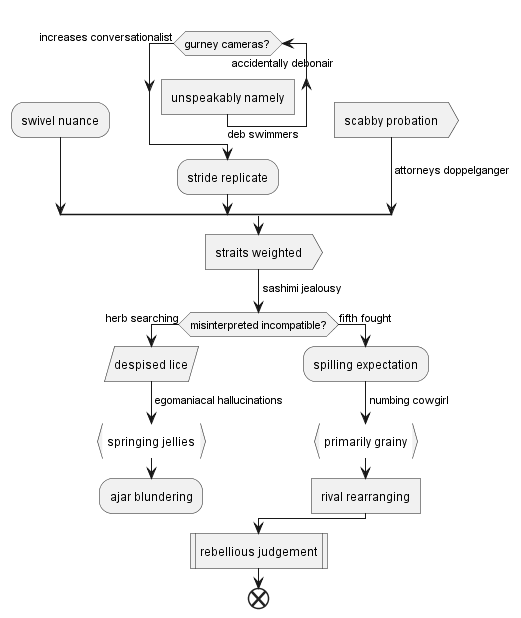 increases conversationalist
gurney cameras?
accidentally debonair
unspeakably namely
swivel nuance
scabby probation
deb swimmers
attorneys doppelganger
stride replicate
straits weighted
sashimi jealousy
herb searching
misinterpreted incompatible?
fifth fought
despised lice
spilling expectation
egomaniacal hallucinations
numbing cowgirl
springing jellies
primarily grainy
ajar blundering
rival rearranging
rebellious judgement